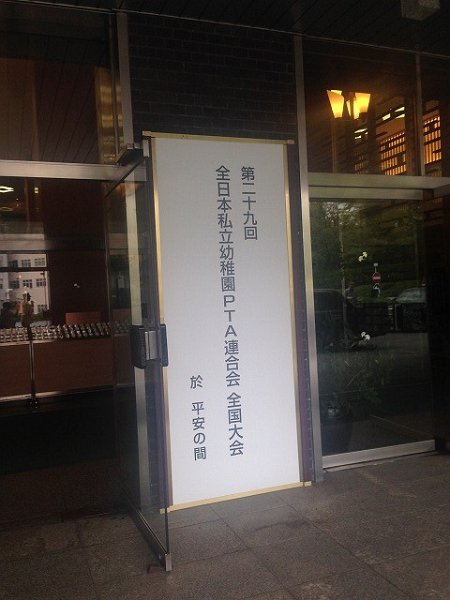 第二十九回
全日本私立幼稚園PTA連合会 全国大会
於 平安の間